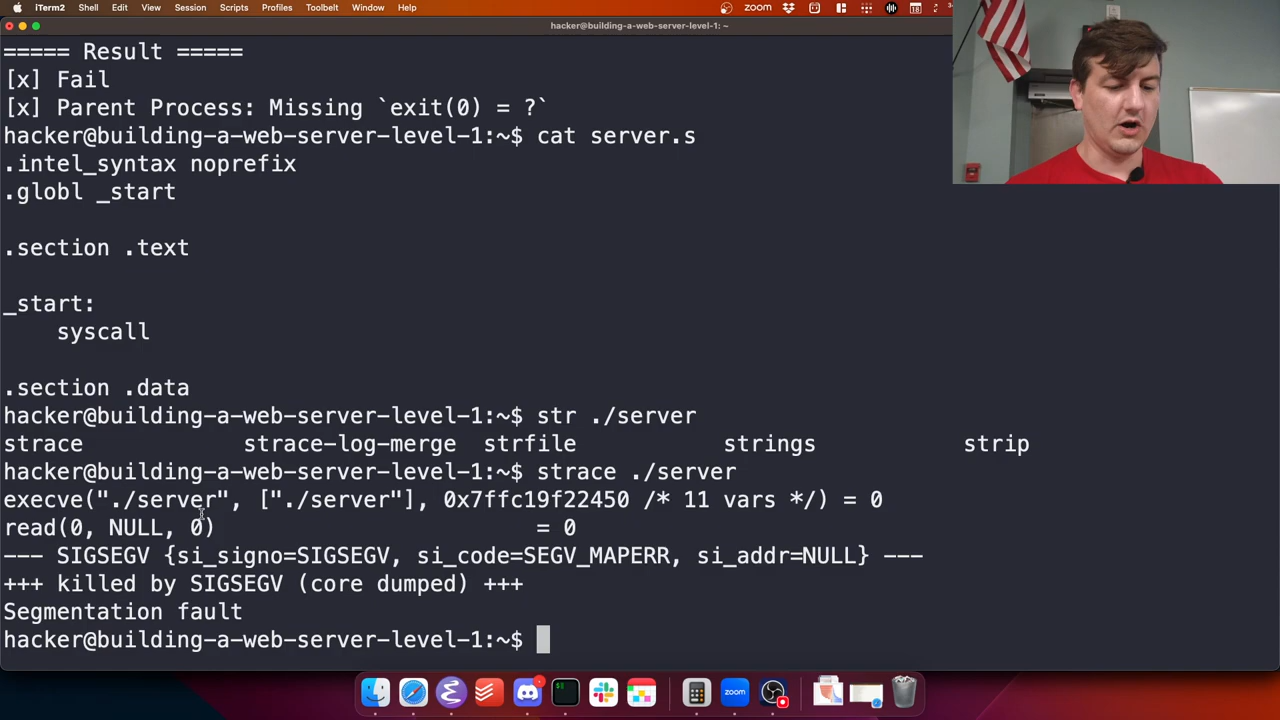 iTerm2 Shell Edit View Session Scripts Profiles Toolbelt Window Help zoom
hacker@building-a-web-server-level-1: ~
===== Result =====
[x] Fail
[x] Parent Process: Missing `exit(0) = ?`
hacker@building-a-web-server-level-1:~$ cat server.s
.intel_syntax noprefix
.globl _start
.section .text
_start:
    syscall
.section .data
hacker@building-a-web-server-level-1:~$ str ./server
strace strace-log-merge strfile strings strip
hacker@building-a-web-server-level-1:~$ strace ./server
execve("./server", ["./server"], 0x7ffc19f22450 /* 11 vars */) = 0
read(0, NULL, 0) = 0
--- SIGSEGV {si_signo=SIGSEGV, si_code=SEGV_MAPERR, si_addr=NULL} ---
+++ killed by SIGSEGV (core dumped) +++
Segmentation fault
hacker@building-a-web-server-level-1:~$
zoom